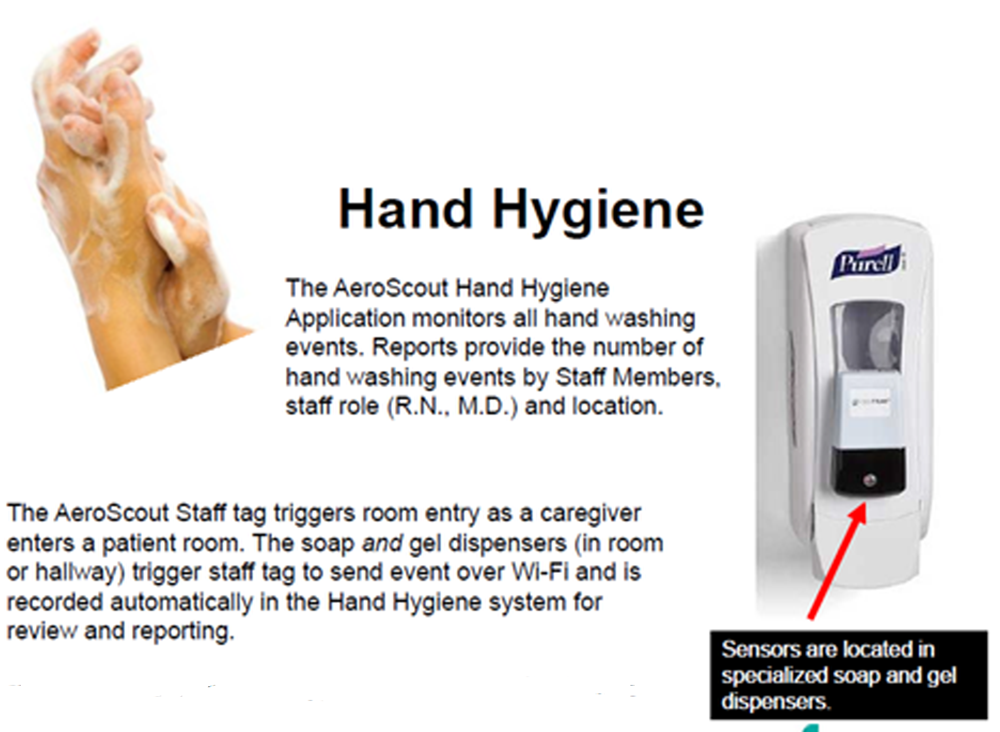 Hand Hygiene
The AeroScout Hand Hygiene
Application monitors all hand washing
events. Reports provide the number of
hand washing events by Staff Members,
staff role (R.N., M.D.) and location.
Purell
The AeroScout Staff tag triggers room entry as a caregiver
enters a patient room. The soap and gel dispensers (in room
or hallway) trigger staff tag to send event over Wi-Fi and is
recorded automatically in the Hand Hygiene system for
review and reporting.
Sensors are located in
specialized soap and gel
dispensers.